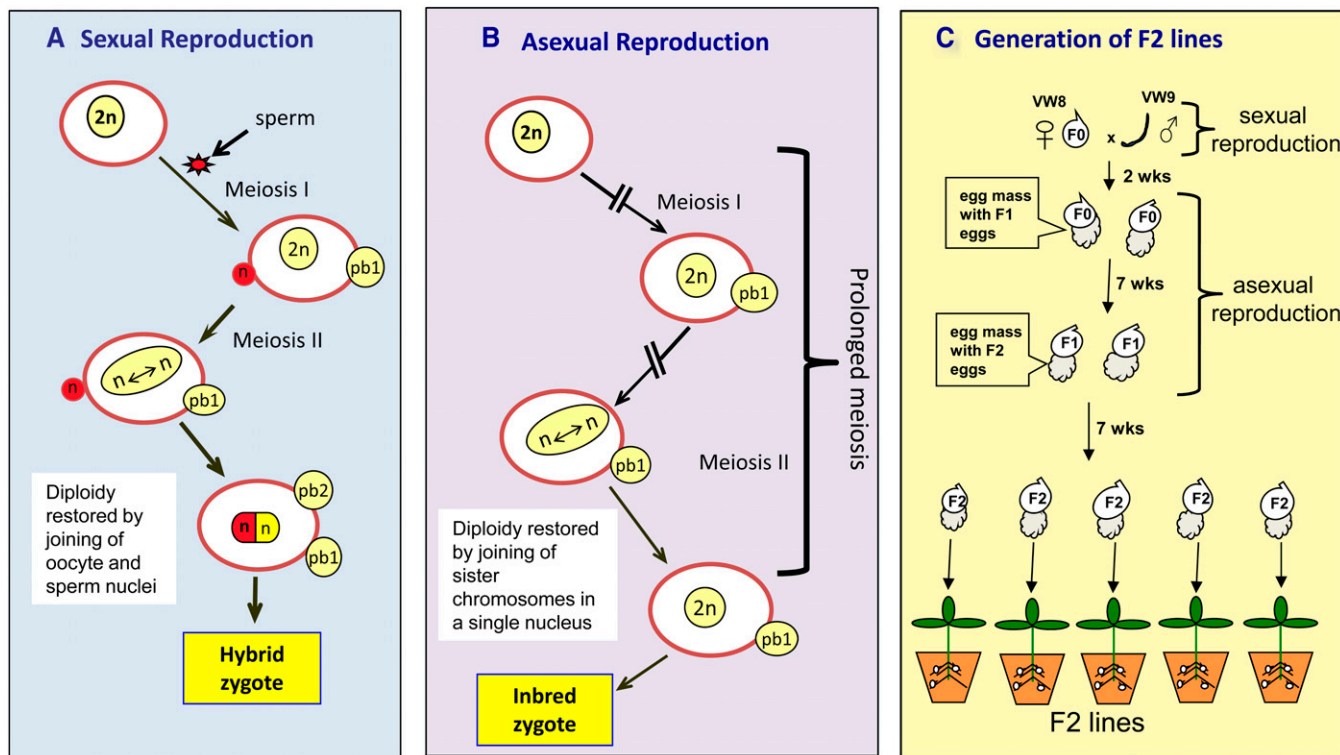 A Sexual Reproduction
2n
sperm
Meiosis I
2n
n
pb1
Meiosis II
n↔n
n
pb1
Diploidy
restored by
joining of
oocyte and
sperm nuclei
pb2
n n
pb1
Hybrid
zygote
B Asexual Reproduction
2n
Meiosis I
2n
pb1
n↔n
pb1
Meiosis II
Prolonged meiosis
Diploidy restored
by joining of
sister
chromosomes in
a single nucleus
2n
pb1
Inbred
zygote
C Generation of F2 lines
VW8
VW9
♀ F0 x ♂
sexual
reproduction
2 wks
egg mass
with F1
eggs
F0 F0
7 wks
asexual
reproduction
egg mass
with F2
eggs
F1 F1
7 wks
F2 F2 F2 F2 F2
F2 lines